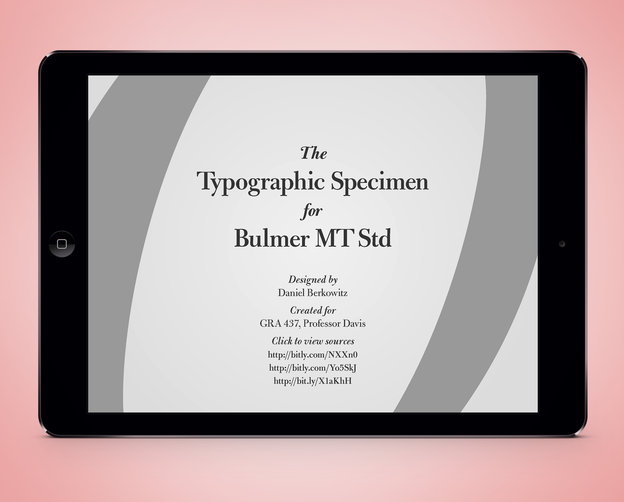 The
Typographic Specimen
for
Bulmer MT Std
Designed by
Daniel Berkowitz
Created for
GRA 437, Professor Davis
Click to view sources
http://bitly.com/NXXn0
http://bitly.com/Yo5SkJ
http://bit.ly/X1aKhH